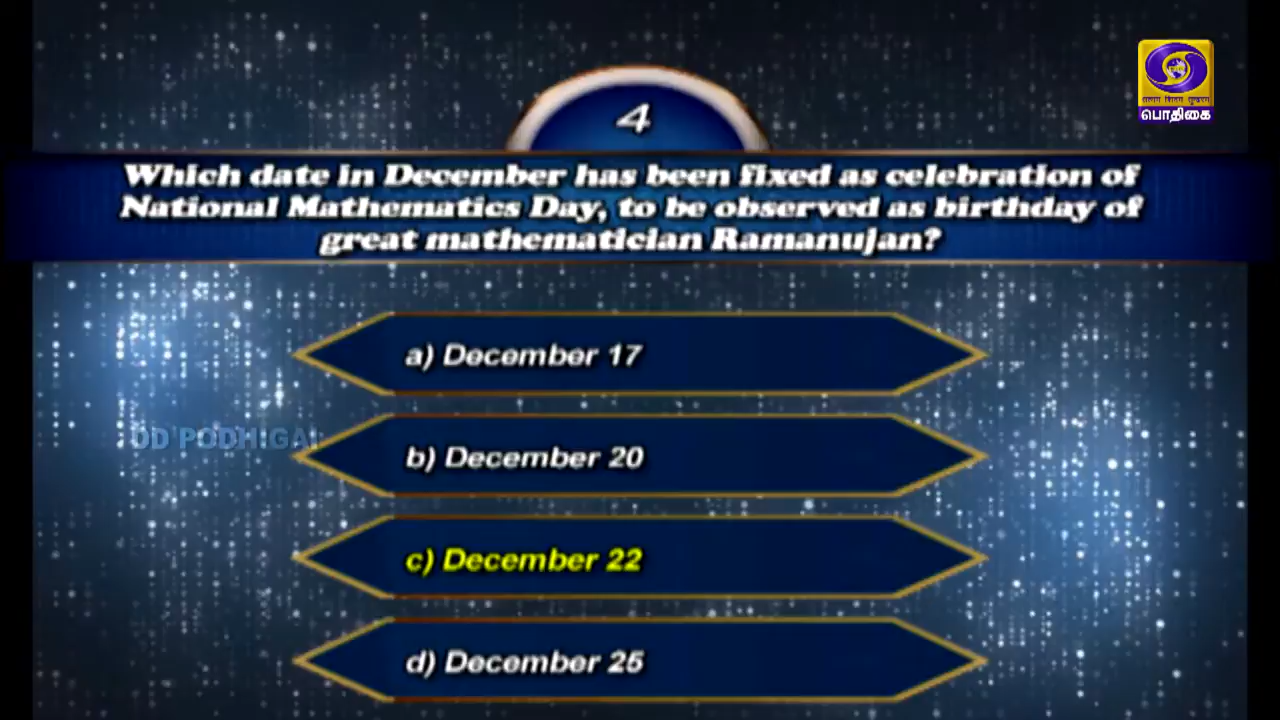 பொதிகை
4
Which date in December has been fixed as celebration of
National Mathematics Day, to be observed as birthday of
great mathematician Ramanujan?
a) December 17
DD PODHIGAI
b) December 20
c) December 22
d) December 25